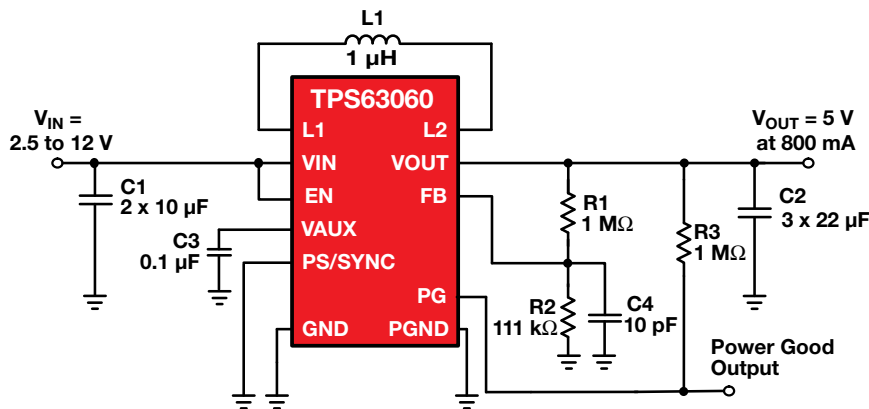 L1
1 µH
TPS63060
V_IN =
2.5 to 12 V
L1
L2
V_OUT = 5 V
at 800 mA
VIN
VOUT
C1
2 x 10 µF
EN
FB
R1
1 MΩ
C2
3 x 22 µF
VAUX
R3
1 MΩ
C3
0.1 µF
PS/SYNC
PG
R2
111 kΩ
C4
10 pF
GND
PGND
Power Good
Output